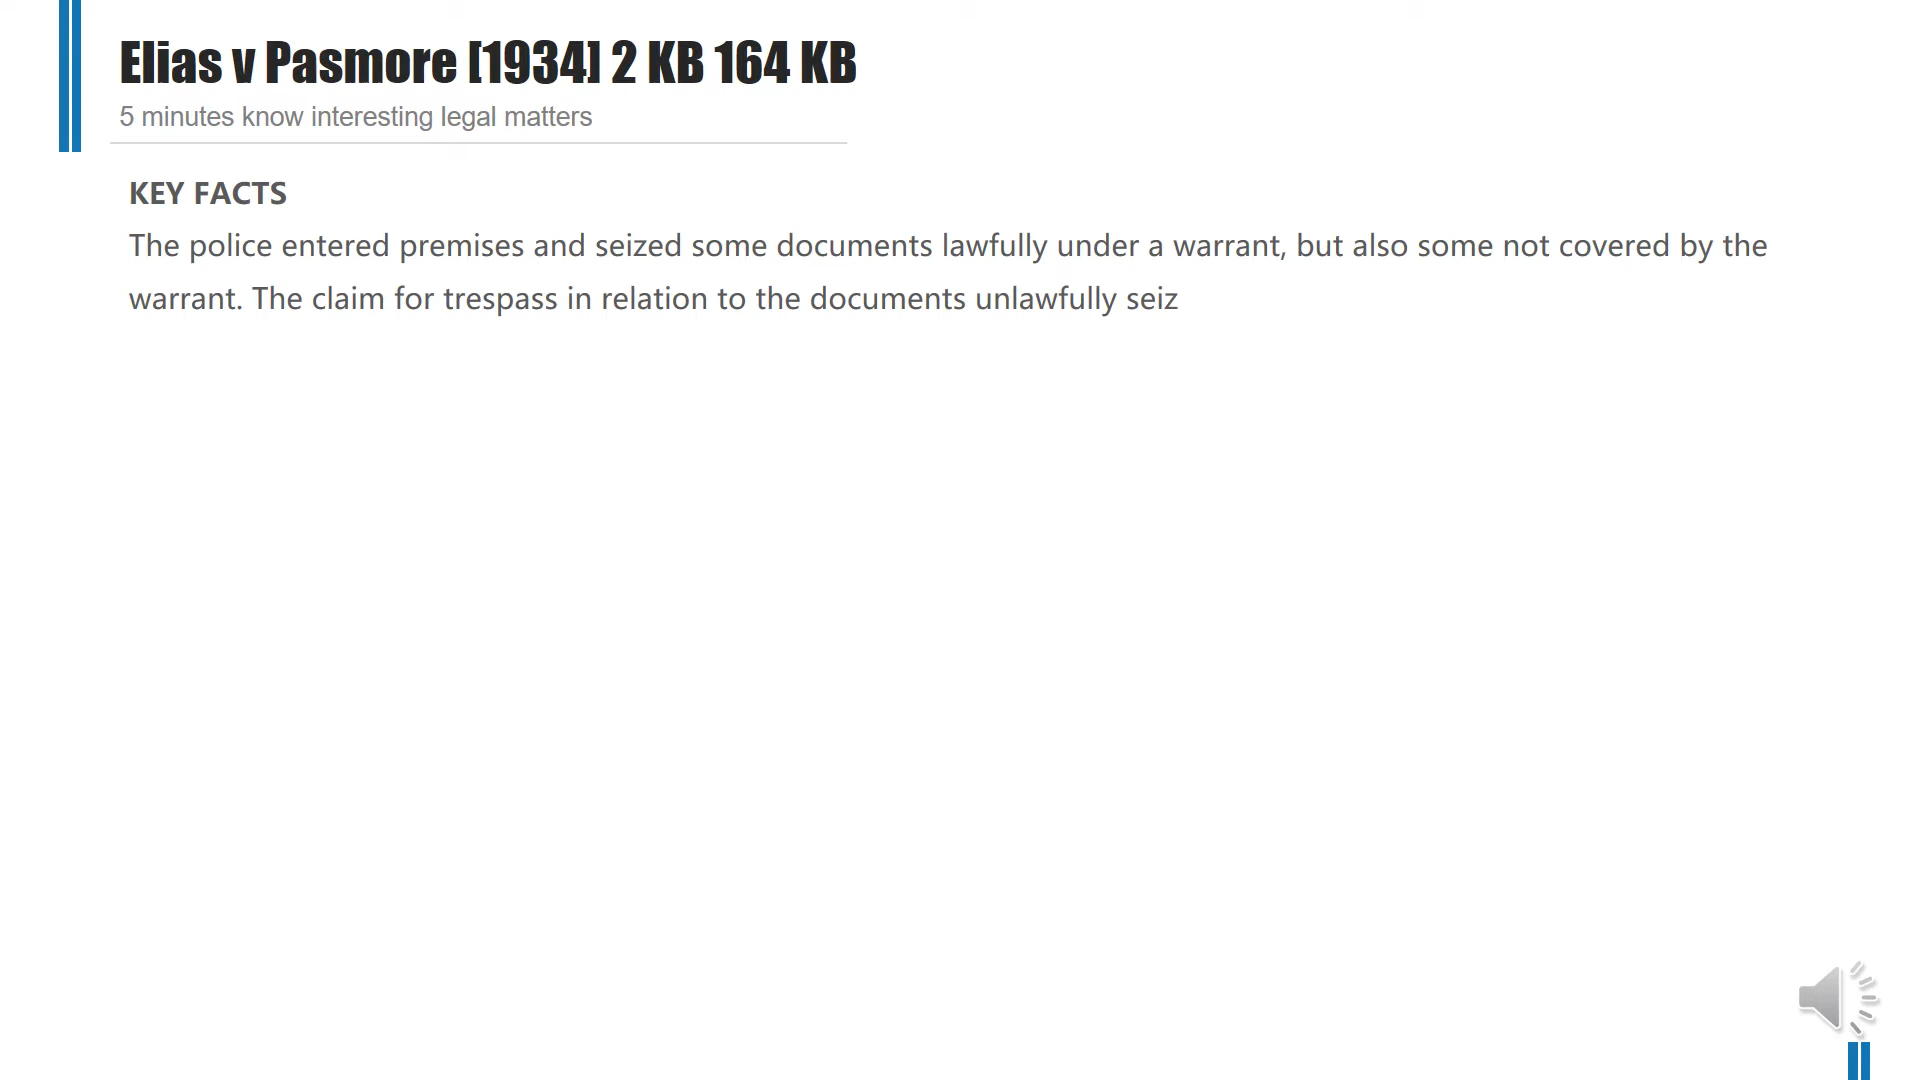 Elias v Pasmore [1934] 2 KB 164 KB
5 minutes know interesting legal matters
KEY FACTS
The police entered premises and seized some documents lawfully under a warrant, but also some not covered by the
warrant. The claim for trespass in relation to the documents unlawfully seiz